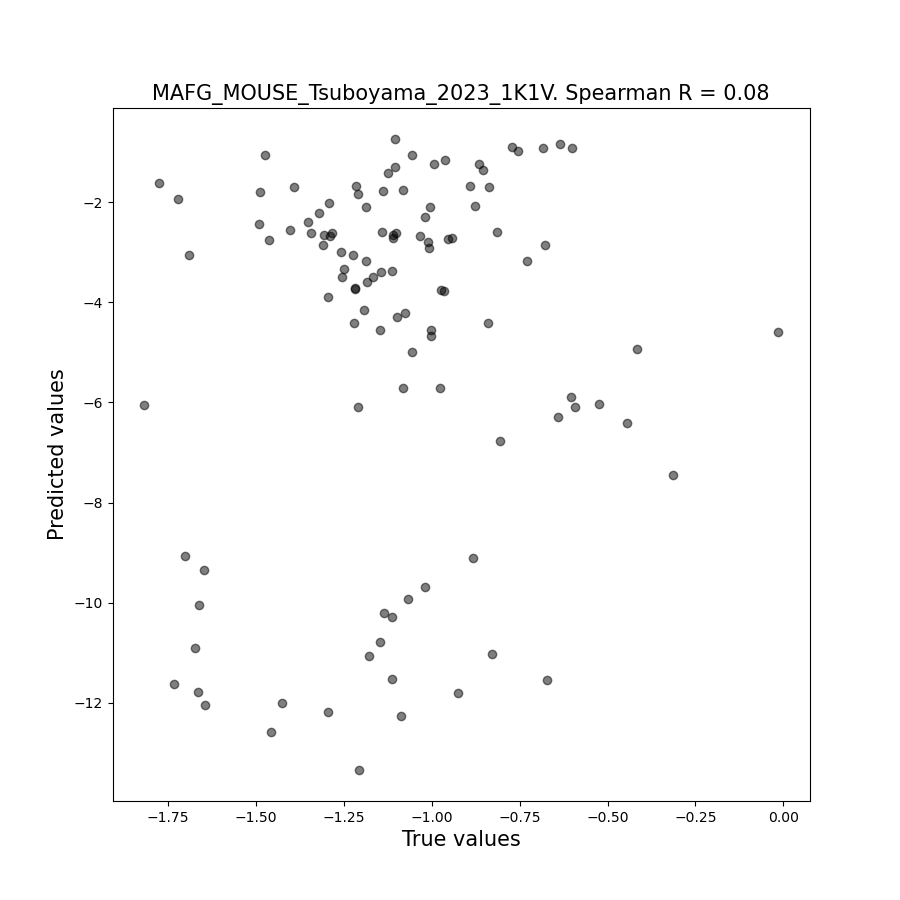 MAFG_MOUSE_Tsuboyama_2023_1K1V. Spearman R = 0.08
Predicted values
−2
−4
−6
−8
−10
−12
−1.75 −1.50 −1.25 −1.00 −0.75 −0.50 −0.25 0.00
True values